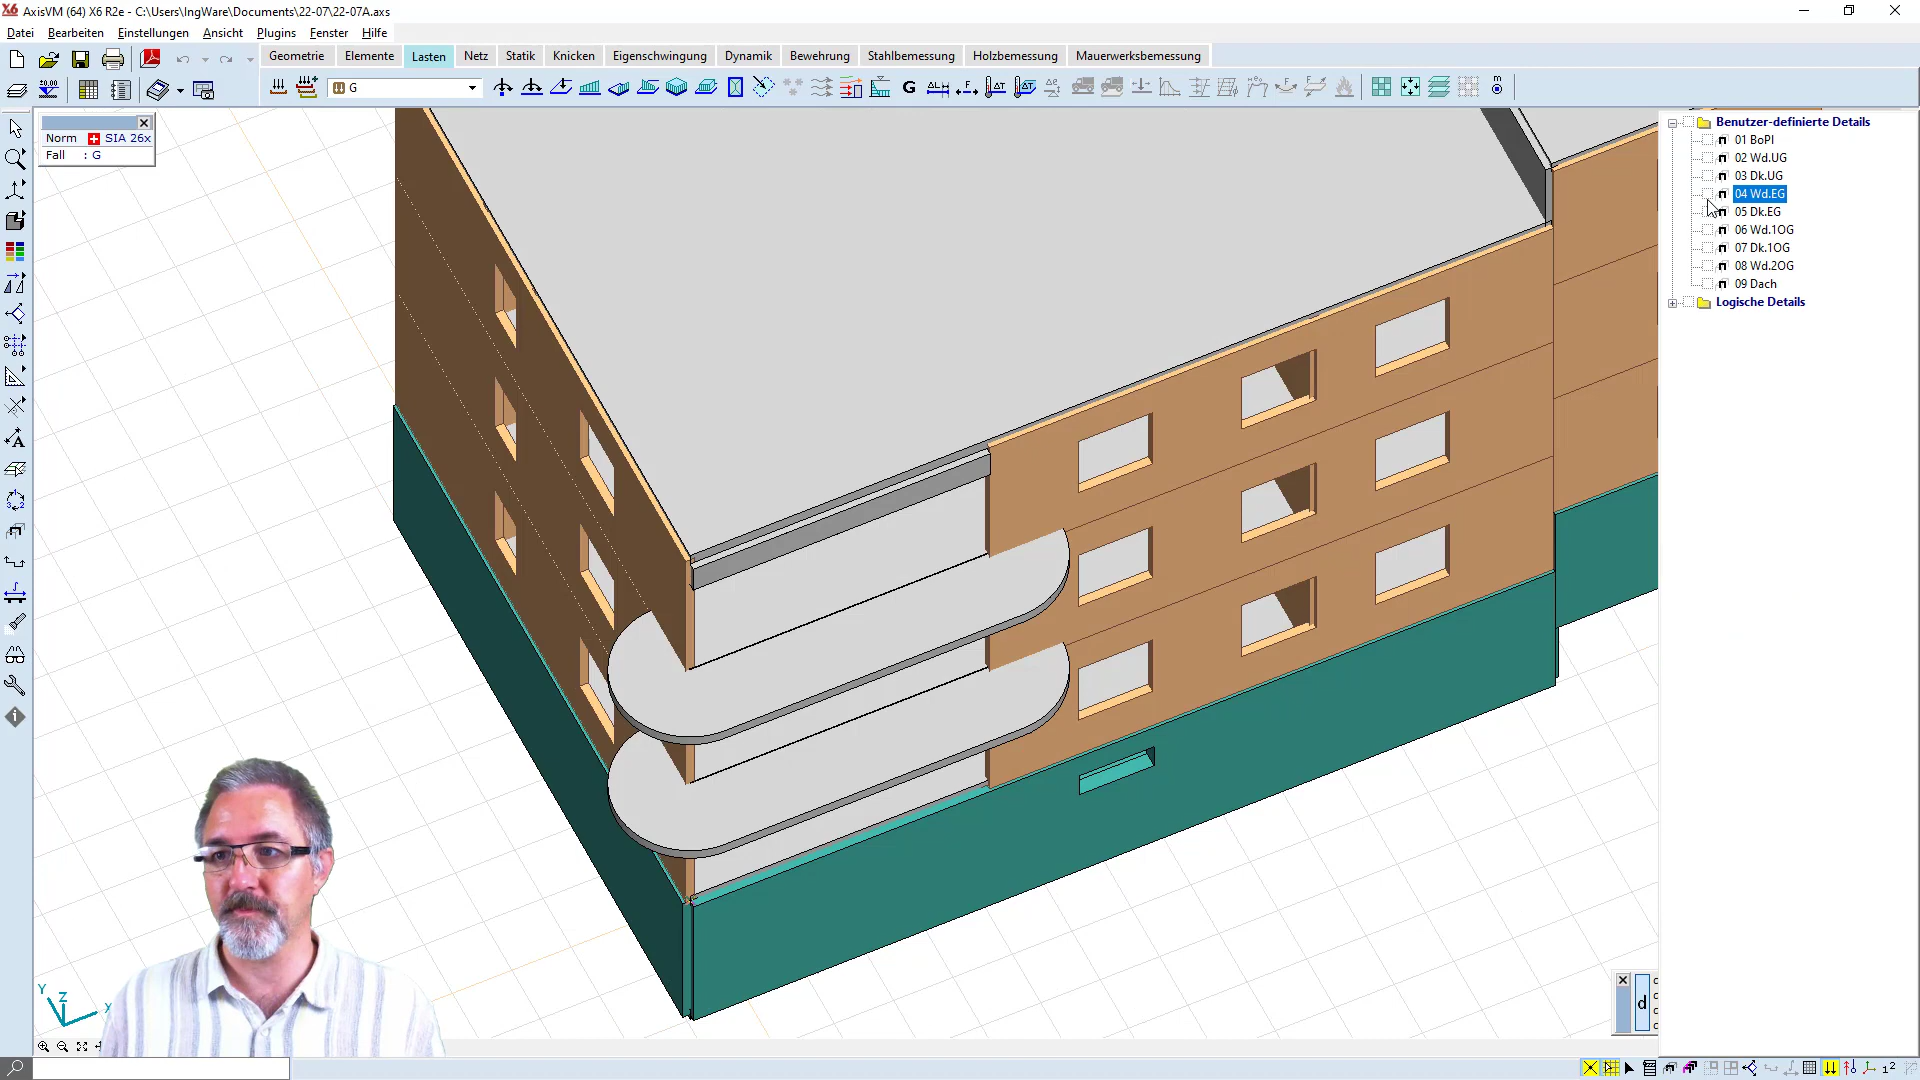 AxisVM (64) X6 R2e - C:\Users\IngWare\Documents\22-07\22-07A.axs
Datei Bearbeiten Einstellungen Ansicht Plugins Fenster Hilfe
Geometrie Elemente Lasten Netz Statik Knicken Eigenschwingung Dynamik Bewehrung Stahlbemessung Holzbemessung Mauerwerksbemessung
G
Norm SIA 26x
Fall : G
Benutzer-definierte Details
01 BoPl
02 Wd.UG
03 Dk.UG
04 Wd.EG
05 Dk.EG
06 Wd.1OG
07 Dk.1OG
08 Wd.2OG
09 Dach
Logische Details
Y
Z
d